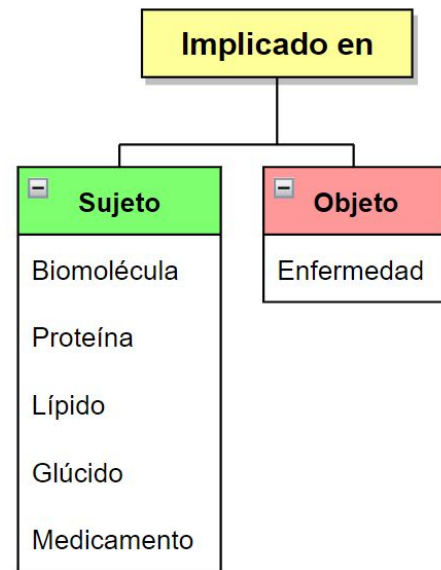 Implicado en
Sujeto
Biomolécula
Proteína
Lípido
Glúcido
Medicamento
Objeto
Enfermedad